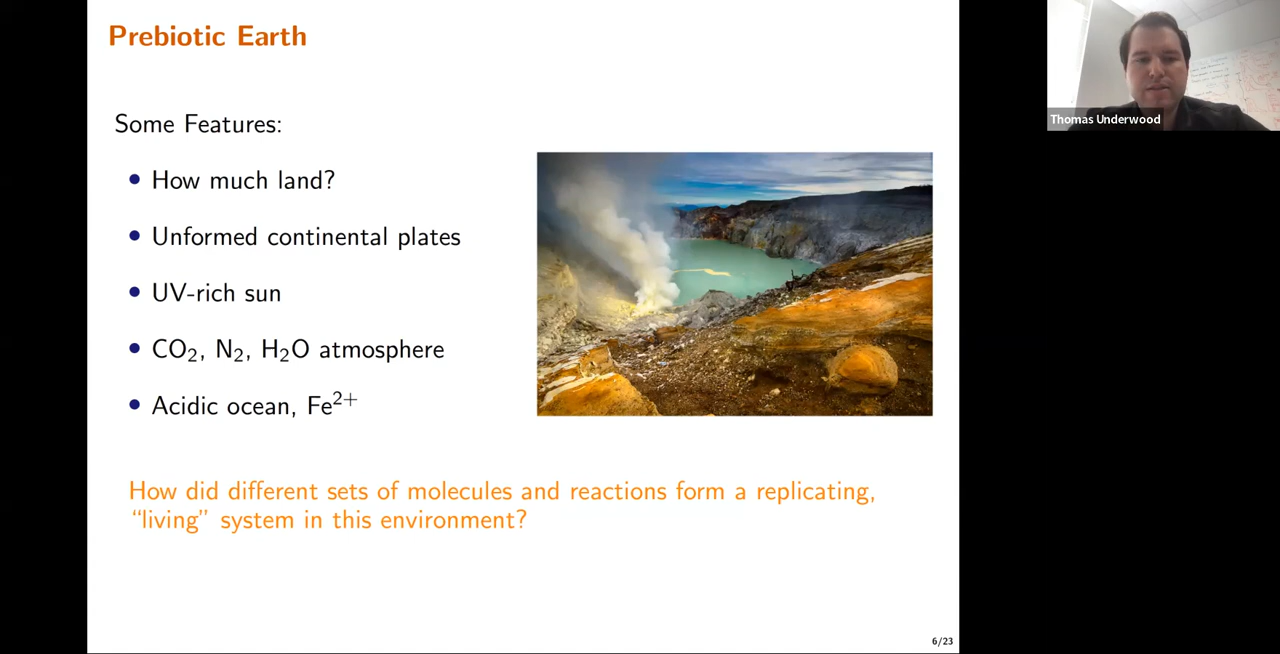 Prebiotic Earth
Some Features:
• How much land?
• Unformed continental plates
• UV-rich sun
• CO₂, N₂, H₂O atmosphere
• Acidic ocean, Fe²⁺
How did different sets of molecules and reactions form a replicating,
“living” system in this environment?
6/23
Thomas Underwood